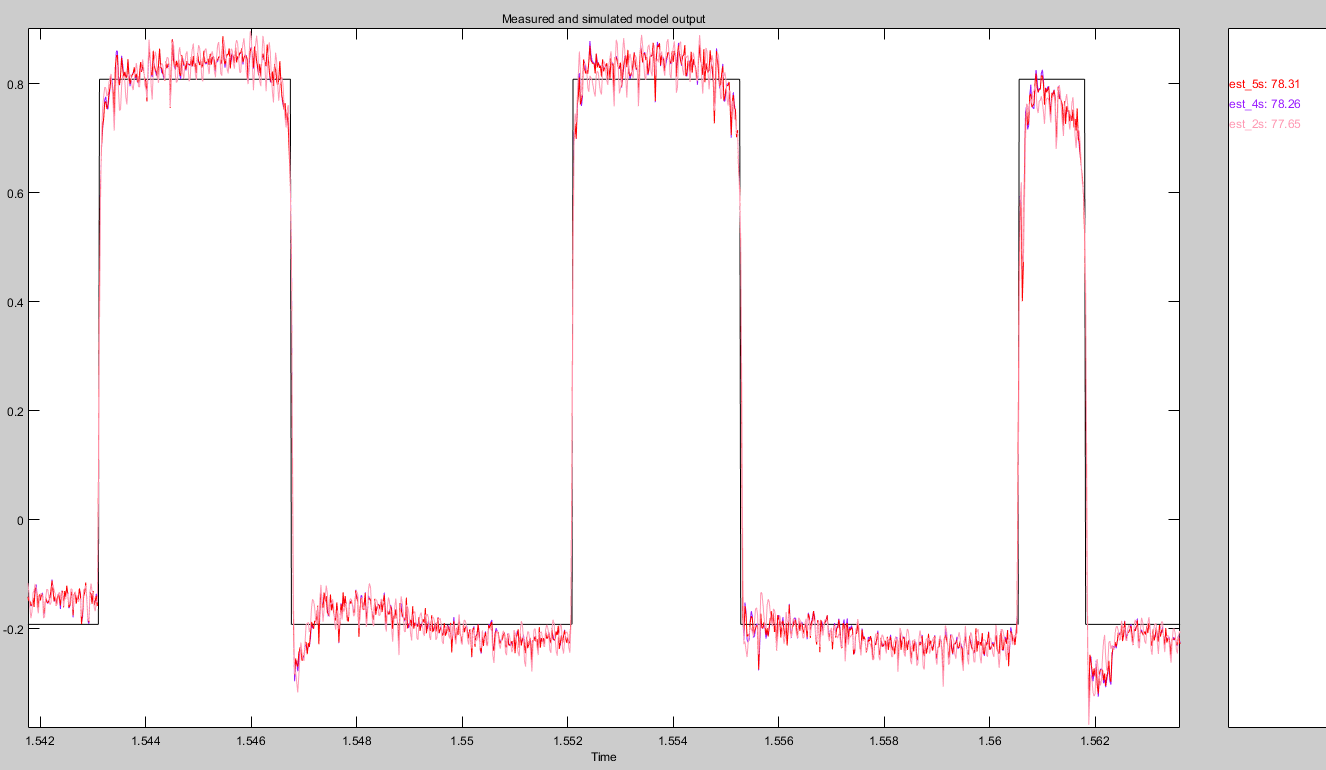 Measured and simulated model output
0.8
0.6
0.4
0.2
0
-0.2
1.542 1.544 1.546 1.548 1.55 1.552 1.554 1.556 1.558 1.56 1.562
Time
est_5s: 78.31
est_4s: 78.26
est_2s: 77.65